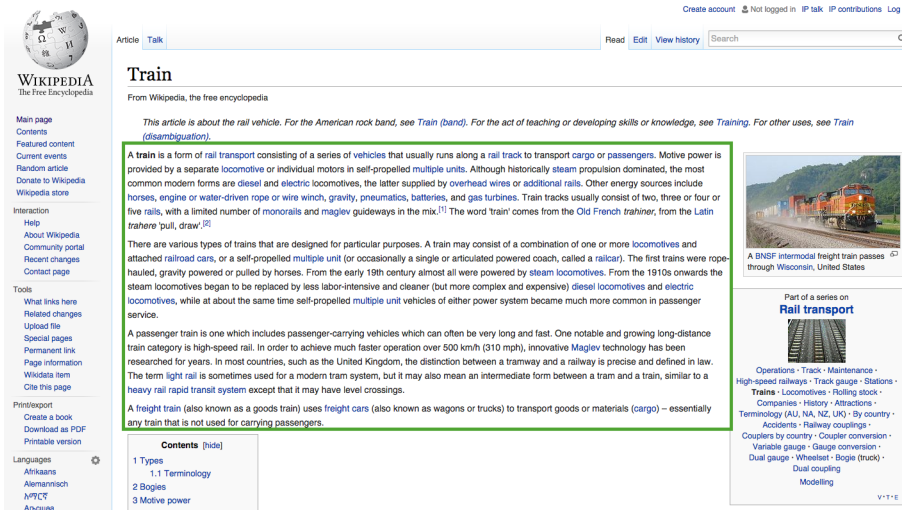 Create account Not logged in IP talk IP contributions Log
Article Talk
Read Edit View history Search
WIKIPEDIA
The Free Encyclopedia
Main page
Contents
Featured content
Current events
Random article
Donate to Wikipedia
Wikipedia store
Interaction
Help
About Wikipedia
Community portal
Recent changes
Contact page
Tools
What links here
Related changes
Upload file
Special pages
Permanent link
Page information
Wikidata item
Cite this page
Print/export
Create a book
Download as PDF
Printable version
Languages
Afrikaans
Alemannisch
አማርኛ
Train
From Wikipedia, the free encyclopedia
This article is about the rail vehicle. For the American rock band, see Train (band). For the act of teaching or developing skills or knowledge, see Training. For other uses, see Train
(disambiguation).
A train is a form of rail transport consisting of a series of vehicles that usually runs along a rail track to transport cargo or passengers. Motive power is
provided by a separate locomotive or individual motors in self-propelled multiple units. Although historically steam propulsion dominated, the most
common modern forms are diesel and electric locomotives, the latter supplied by overhead wires or additional rails. Other energy sources include
horses, engine or water-driven rope or wire winch, gravity, pneumatics, batteries, and gas turbines. Train tracks usually consist of two, three or four or
five rails, with a limited number of monorails and maglev guideways in the mix.[1] The word 'train' comes from the Old French trahiner, from the Latin
trahere 'pull, draw'.[2]
There are various types of trains that are designed for particular purposes. A train may consist of a combination of one or more locomotives and
attached railroad cars, or a self-propelled multiple unit (or occasionally a single or articulated powered coach, called a railcar). The first trains were rope-
hauled, gravity powered or pulled by horses. From the early 19th century almost all were powered by steam locomotives. From the 1910s onwards the
steam locomotives began to be replaced by less labor-intensive and cleaner (but more complex and expensive) diesel locomotives and electric
locomotives, while at about the same time self-propelled multiple unit vehicles of either power system became much more common in passenger
service.
A passenger train is one which includes passenger-carrying vehicles which can often be very long and fast. One notable and growing long-distance
train category is high-speed rail. In order to achieve much faster operation over 500 km/h (310 mph), innovative Maglev technology has been
researched for years. In most countries, such as the United Kingdom, the distinction between a tramway and a railway is precise and defined in law.
The term light rail is sometimes used for a modern tram system, but it may also mean an intermediate form between a tram and a train, similar to a
heavy rail rapid transit system except that it may have level crossings.
A freight train (also known as a goods train) uses freight cars (also known as wagons or trucks) to transport goods or materials (cargo) – essentially
any train that is not used for carrying passengers.
Contents [hide]
1 Types
1.1 Terminology
2 Bogies
3 Motive power
A BNSF intermodal freight train passes
through Wisconsin, United States
Part of a series on
Rail transport
Operations · Track · Maintenance ·
High-speed railways · Track gauge · Stations ·
Trains · Locomotives · Rolling stock ·
Companies · History · Attractions ·
Terminology (AU, NA, NZ, UK) · By country ·
Accidents · Railway couplings ·
Couplers by country · Coupler conversion ·
Variable gauge · Gauge conversion ·
Dual gauge · Wheelset · Bogie (truck) ·
Dual coupling
Modelling
V · T · E